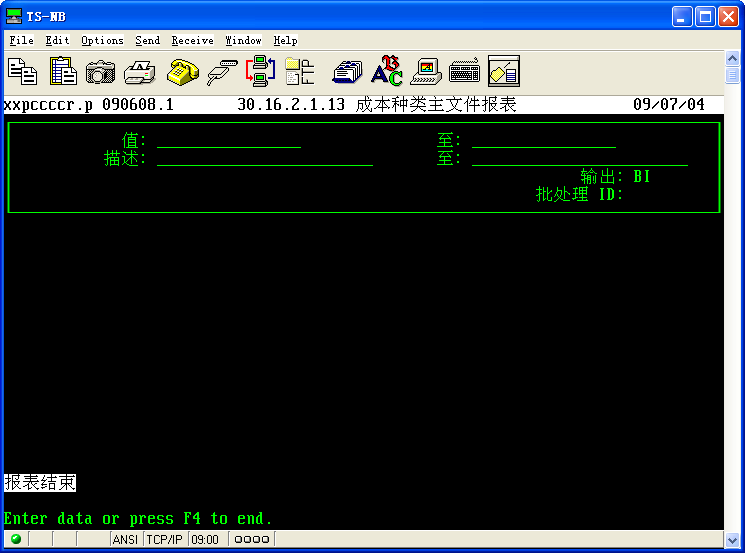 TS-NB
File Edit Options Send Receive Window Help
xxpccccr.p 090608.1 30.16.2.1.13 成本种类主文件报表 09/07/04
值: 至:
描述: 至:
输出: BI
批处理 ID:
报表结束
Enter data or press F4 to end.
ANSI TCP/IP 09:00